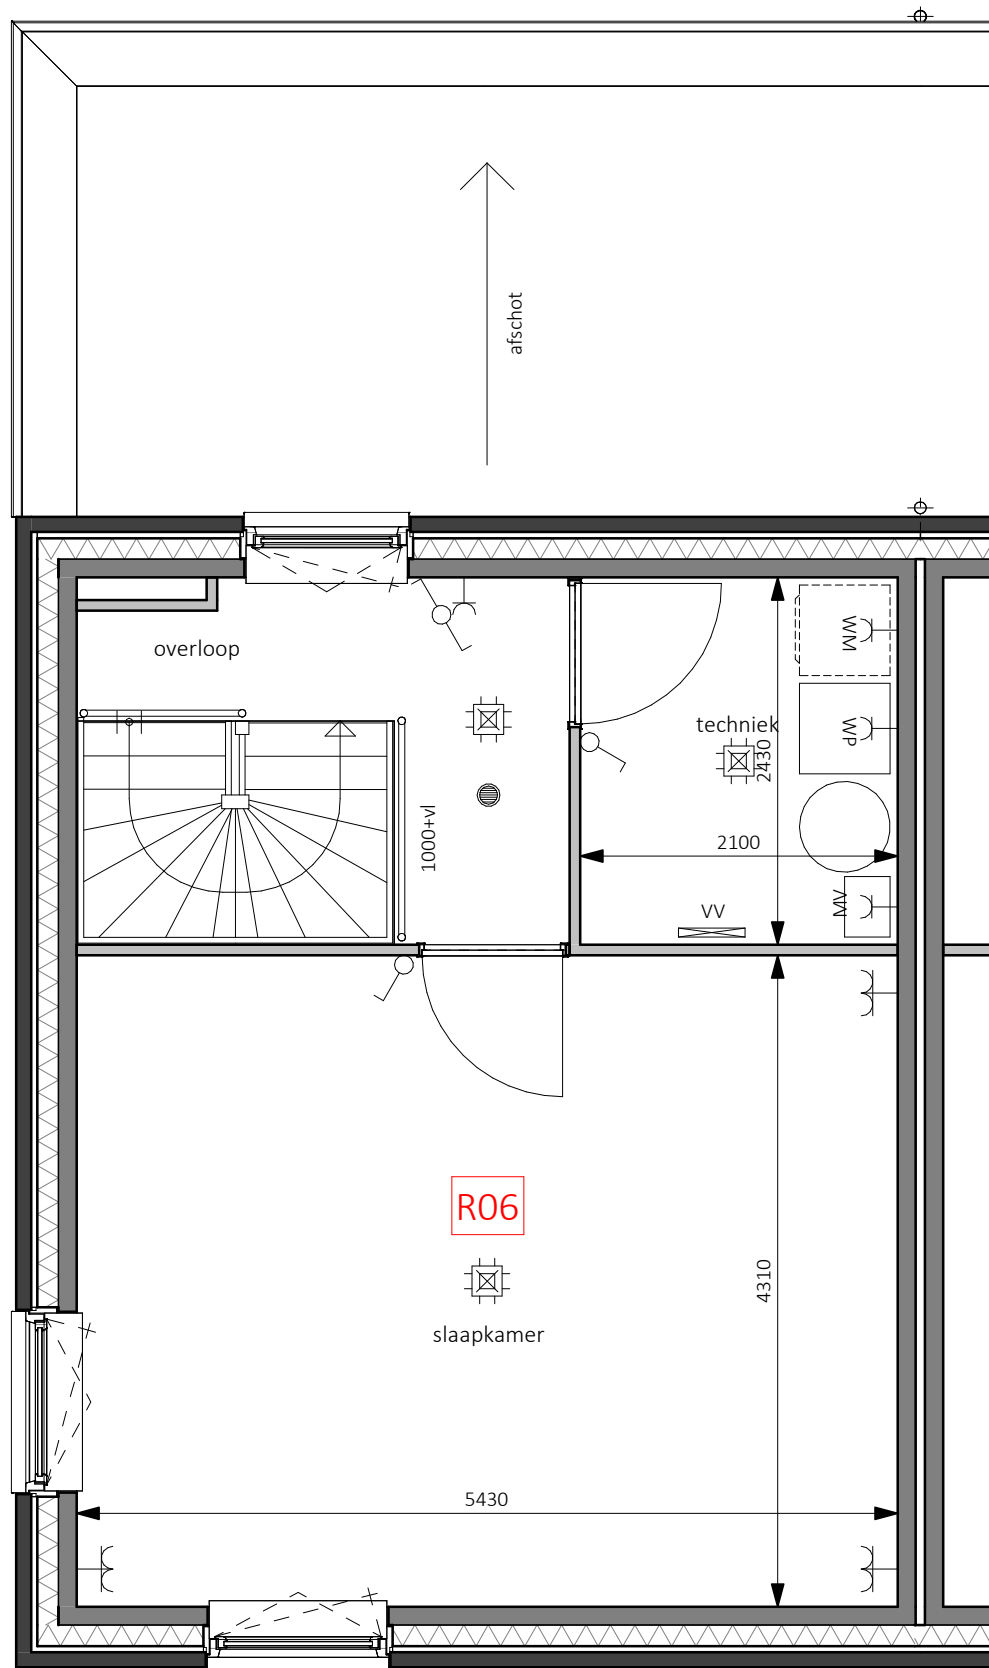 afschot
overloop
WM
techniek
WP
2430
1000+vl
2100
MV
VV
R06
4310
slaapkamer
5430